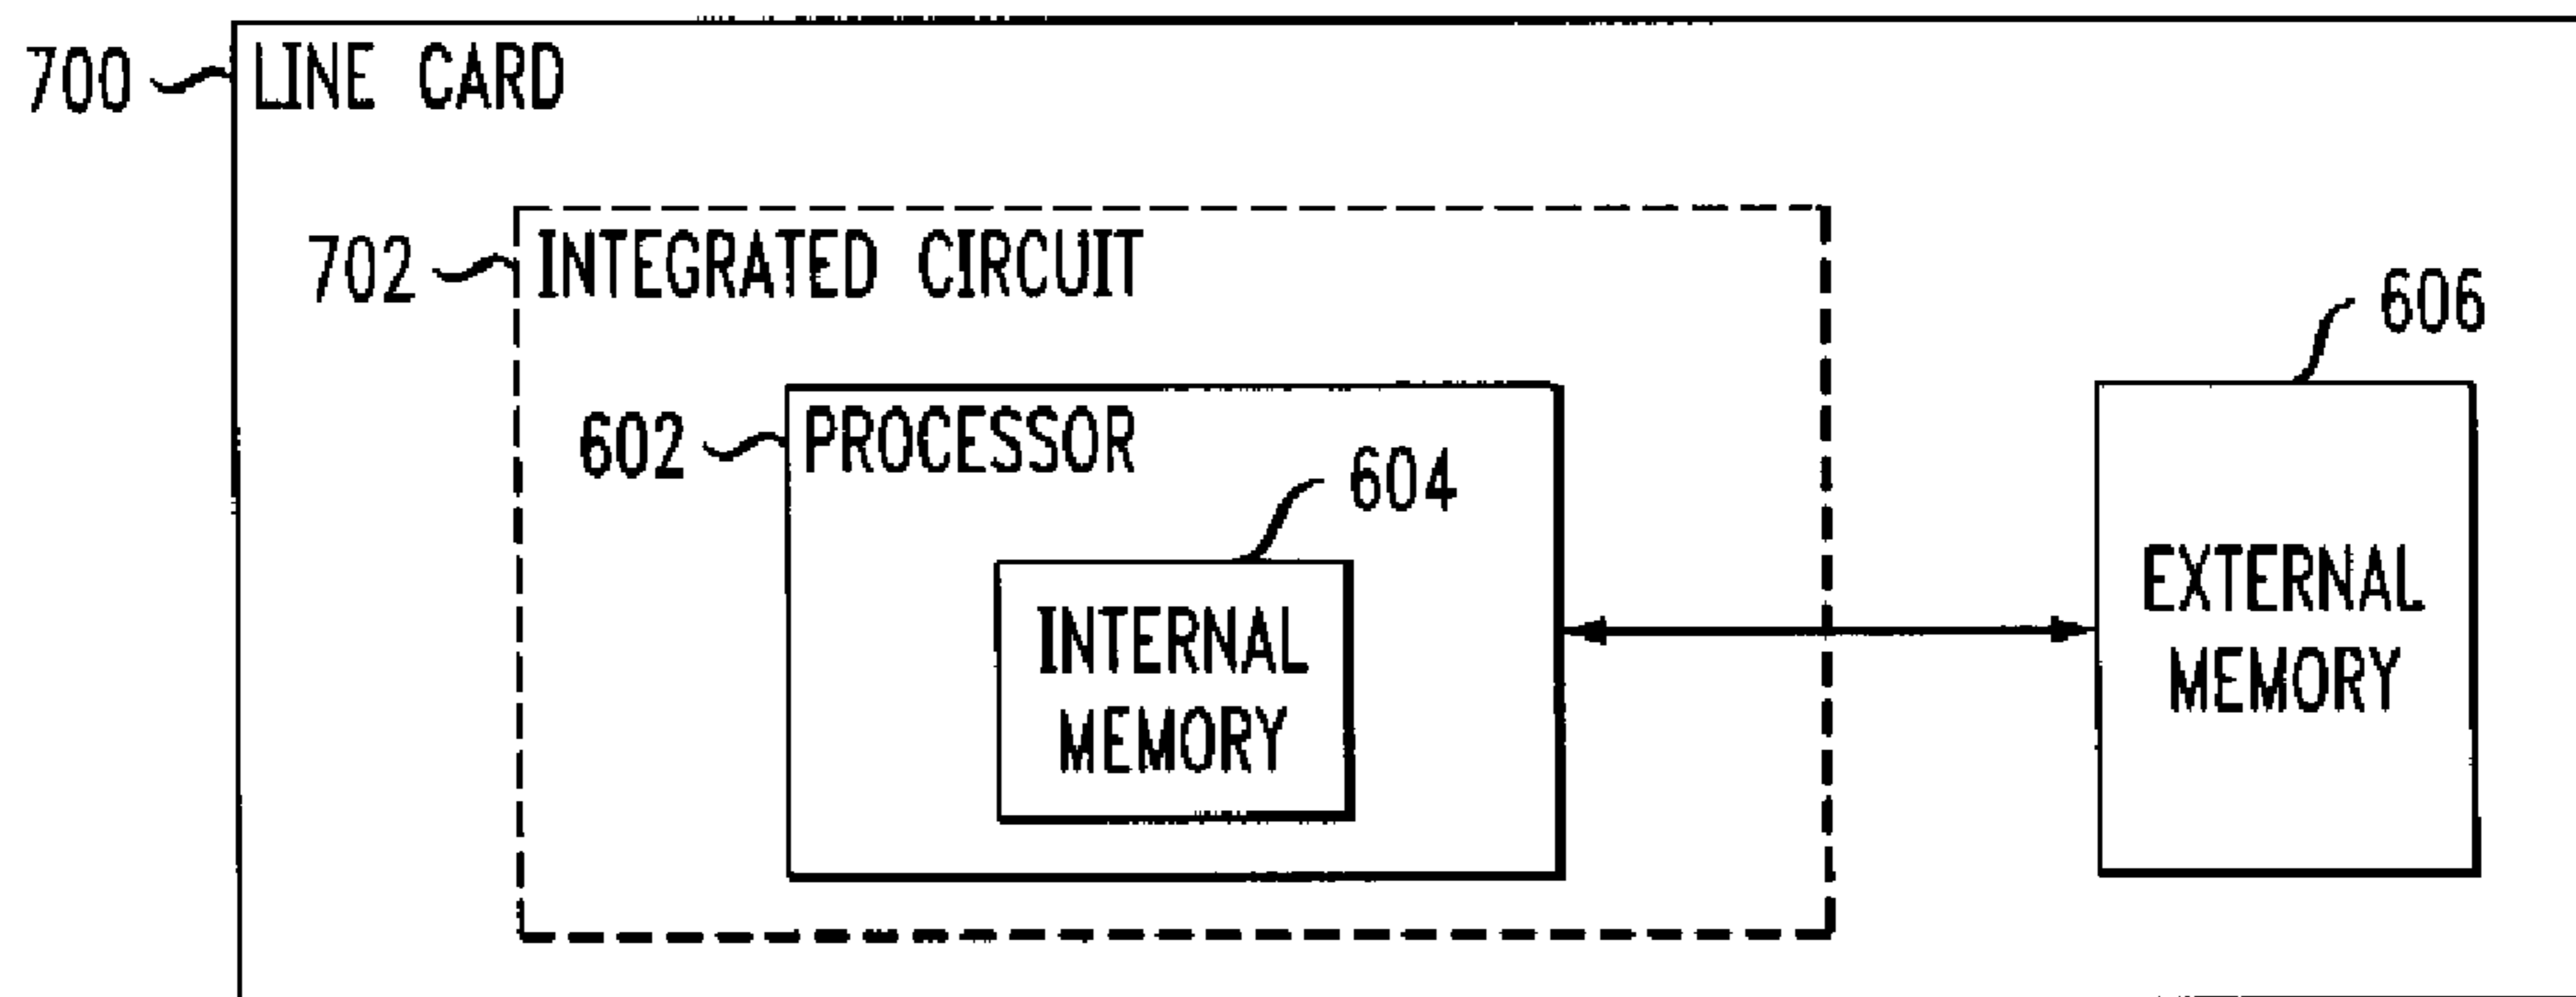 700 LINE CARD
702 INTEGRATED CIRCUIT
606
602 PROCESSOR
604
INTERNAL
MEMORY
EXTERNAL
MEMORY